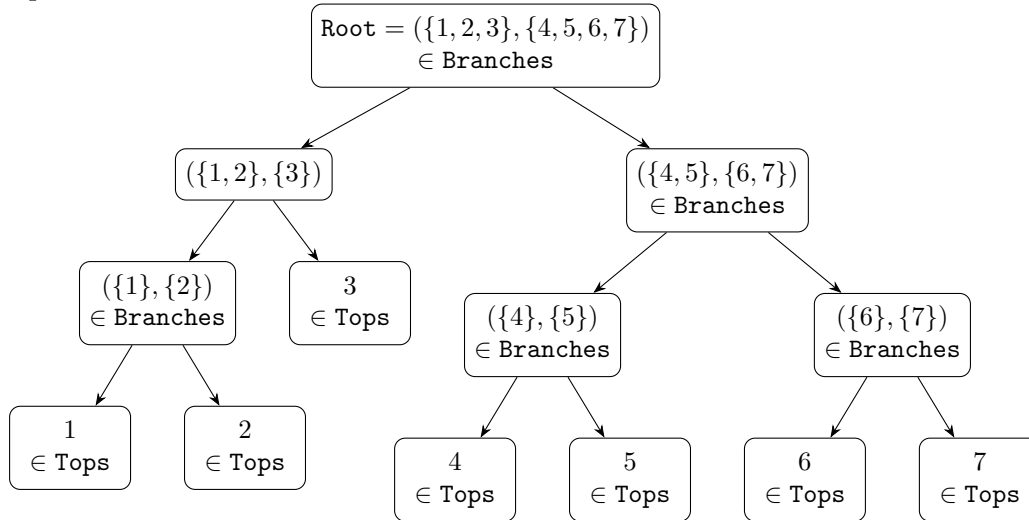 Root = ({1, 2, 3}, {4, 5, 6, 7})
∈ Branches
({1, 2}, {3})
({4, 5}, {6, 7})
∈ Branches
({1}, {2})
∈ Branches
3
∈ Tops
({4}, {5})
∈ Branches
({6}, {7})
∈ Branches
1
∈ Tops
2
∈ Tops
4
∈ Tops
5
∈ Tops
6
∈ Tops
7
∈ Tops